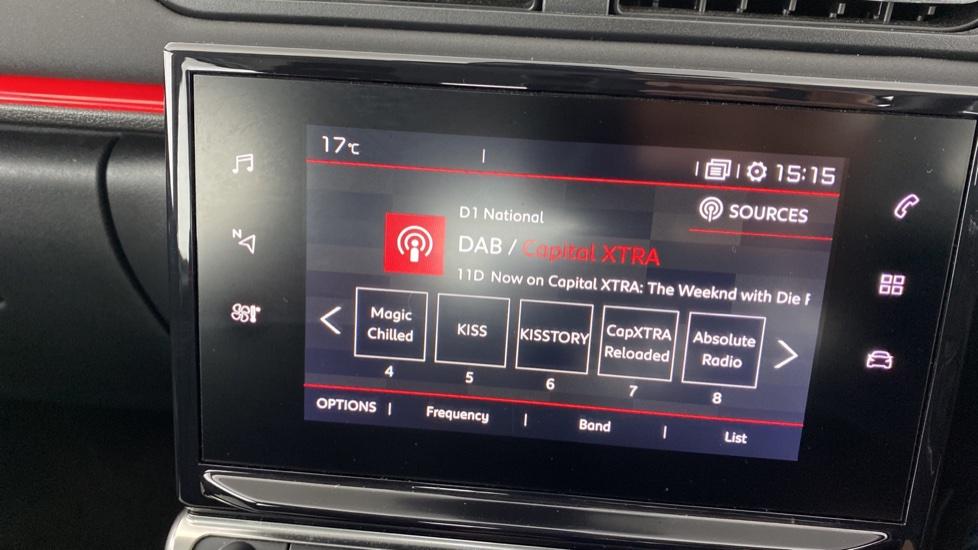 17°C
15:15
SOURCES
D1 National
DAB / Capital XTRA
11D Now on Capital XTRA: The Weeknd with Die F
N
Magic Chilled
KISS
KISSTORY
CapXTRA Reloaded
Absolute Radio
4 5 6 7 8
OPTIONS | Frequency | Band | List